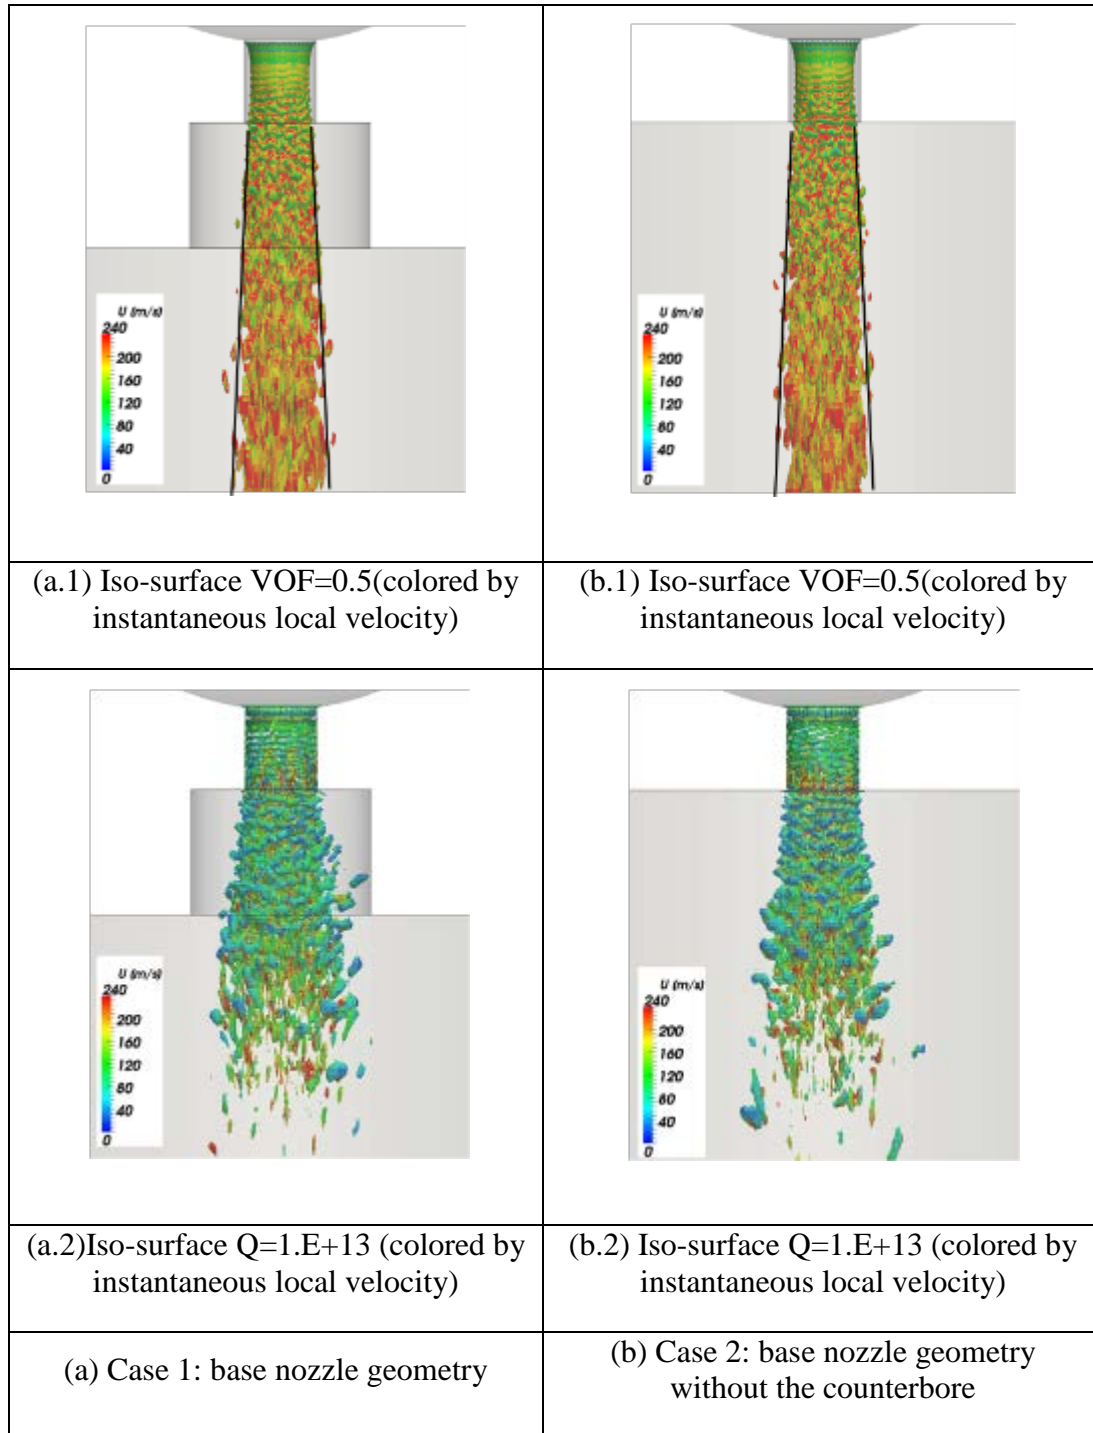 U (m/s)
240
200
160
120
80
40
0
U (m/s)
240
200
160
120
80
40
0
(a.1) Iso-surface VOF=0.5(colored by
instantaneous local velocity)
(b.1) Iso-surface VOF=0.5(colored by
instantaneous local velocity)
U (m/s)
240
200
160
120
80
40
0
U (m/s)
240
200
160
120
80
40
0
(a.2)Iso-surface Q=1.E+13 (colored by
instantaneous local velocity)
(b.2) Iso-surface Q=1.E+13 (colored by
instantaneous local velocity)
(a) Case 1: base nozzle geometry
(b) Case 2: base nozzle geometry
without the counterbore